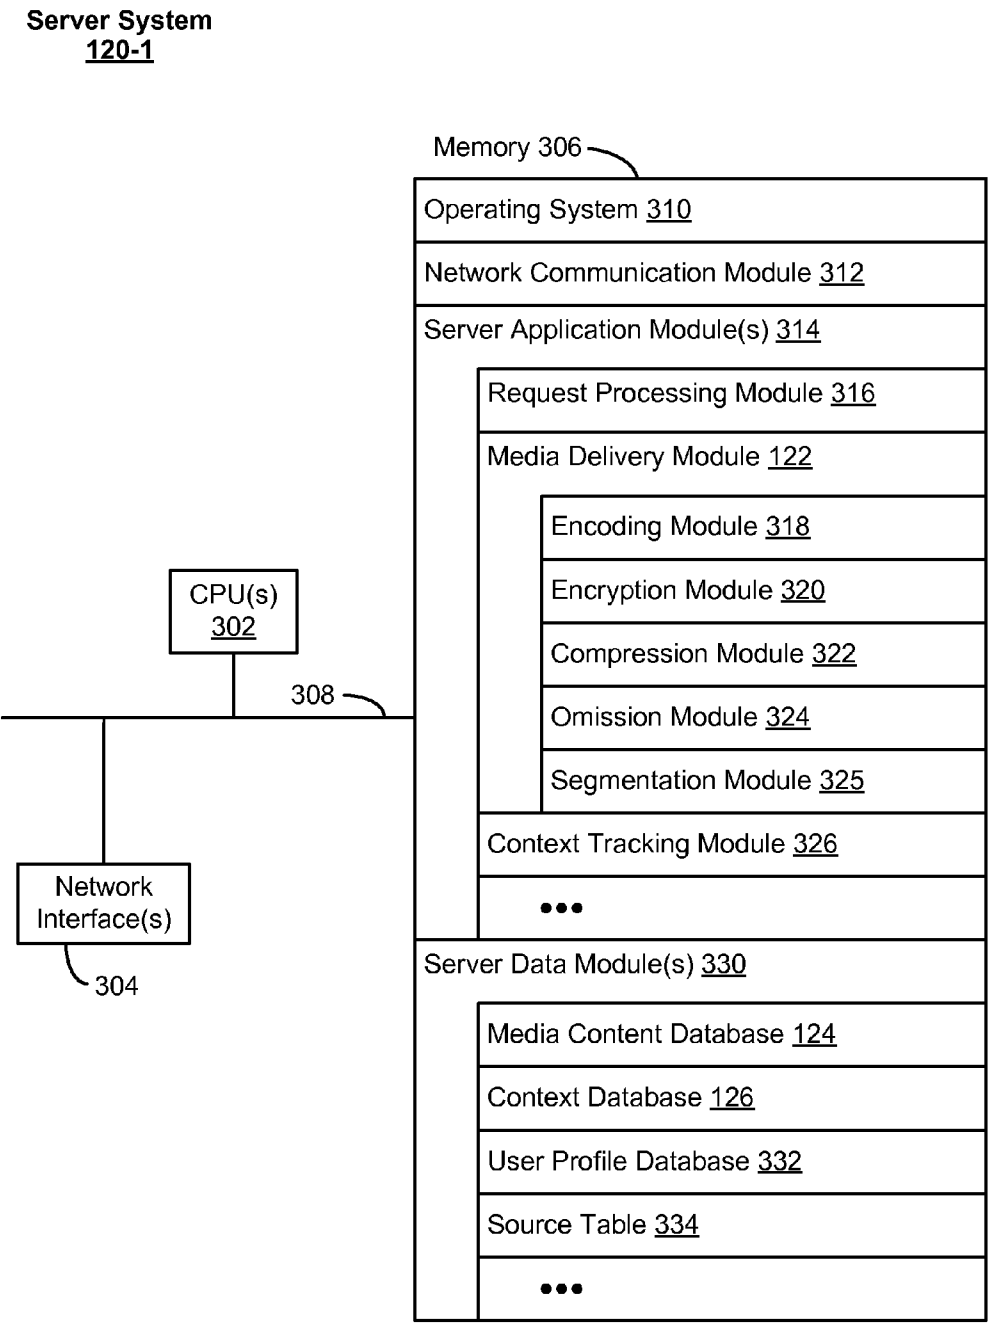 Server System
120-1
Memory 306
Operating System 310
Network Communication Module 312
Server Application Module(s) 314
Request Processing Module 316
Media Delivery Module 122
Encoding Module 318
Encryption Module 320
Compression Module 322
Omission Module 324
Segmentation Module 325
Context Tracking Module 326
•••
Server Data Module(s) 330
Media Content Database 124
Context Database 126
User Profile Database 332
Source Table 334
•••
CPU(s)
302
308
Network
Interface(s)
304